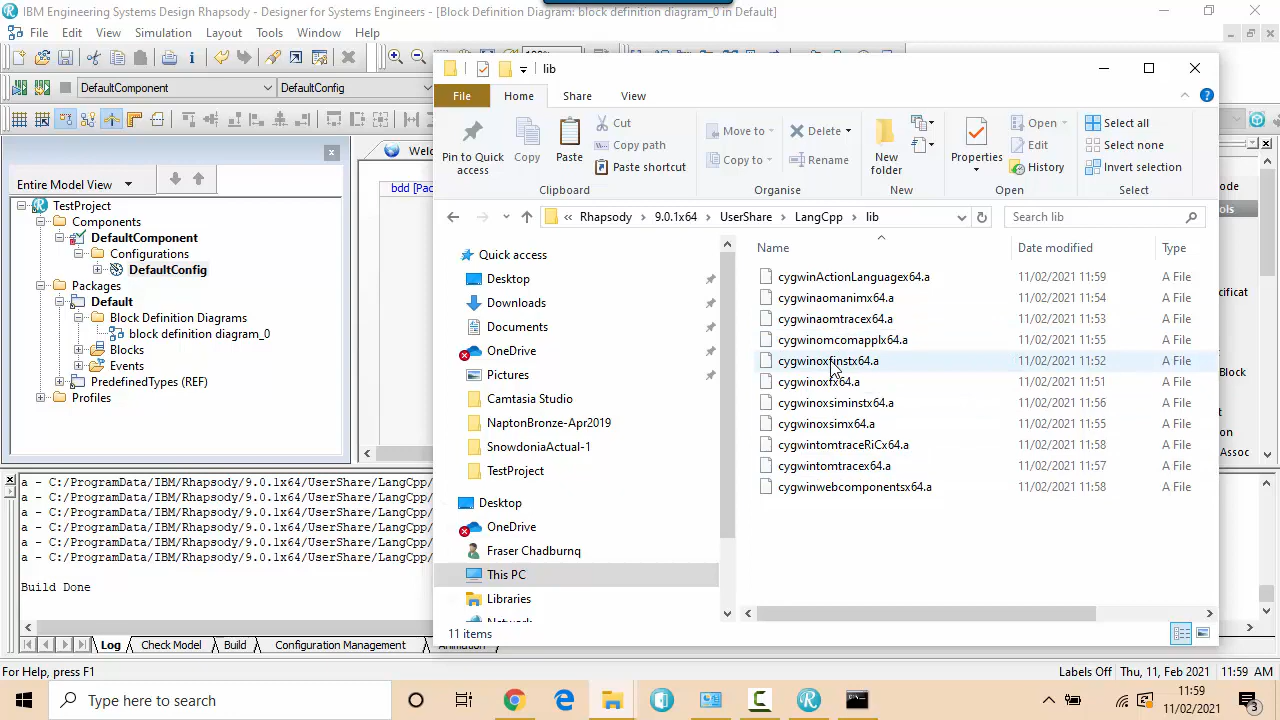 IBM Engineering Systems Design Rhapsody - Designer for Systems Engineers - [Block Definition Diagram: block definition diagram_0 in Default]
File Edit View Simulation Layout Tools Window Help
DefaultComponent DefaultConfig
Entire Model View
TestProject
Components
DefaultComponent
Configurations
DefaultConfig
Packages
Default
Block Definition Diagrams
block definition diagram_0
Blocks
Events
PredefinedTypes (REF)
Profiles
bdd
lib
File Home Share View
Pin to Quick access
Copy
Paste
Cut
Copy path
Paste shortcut
Clipboard
Move to
Copy to
Delete
Rename
Organise
New folder
New
Properties
Open
Edit
History
Open
Select all
Select none
Invert selection
Select
« Rhapsody 9.0.1x64 UserShare LangCpp lib
Search lib
Quick access
Desktop
Downloads
Documents
OneDrive
Pictures
Camtasia Studio
NaptonBronze-Apr2019
SnowdoniaActual-1
TestProject
Desktop
OneDrive
Fraser Chadburnq
This PC
Libraries
Name Date modified Type
cygwinActionLanguagex64.a 11/02/2021 11:59 A File
cygwinaomanimx64.a 11/02/2021 11:54 A File
cygwinaomtracex64.a 11/02/2021 11:53 A File
cygwinomcomapplx64.a 11/02/2021 11:55 A File
cygwinoxfinstx64.a 11/02/2021 11:52 A File
cygwinoxfx64.a 11/02/2021 11:51 A File
cygwinoxsiminstx64.a 11/02/2021 11:56 A File
cygwinoxsimx64.a 11/02/2021 11:58 A File
cygwintomtraceRiCx64.a 11/02/2021 11:58 A File
cygwintomtracex64.a 11/02/2021 11:57 A File
cygwinwebcomponentsx64.a 11/02/2021 11:58 A File
11 items
a - C:/ProgramData/IBM/Rhapsody/9.0.1x64/UserShare/LangCpp/
a - C:/ProgramData/IBM/Rhapsody/9.0.1x64/UserShare/LangCpp/
a - C:/ProgramData/IBM/Rhapsody/9.0.1x64/UserShare/LangCpp/
a - C:/ProgramData/IBM/Rhapsody/9.0.1x64/UserShare/LangCpp/
a - C:/ProgramData/IBM/Rhapsody/9.0.1x64/UserShare/LangCpp/
a - C:/ProgramData/IBM/Rhapsody/9.0.1x64/UserShare/LangCpp/
Build Done
Log Check Model Build Configuration Management Animation
For Help, press F1
Labels Off Thu, 11, Feb 2021 11:59 AM
Type here to search
11:59
11/02/2021
3